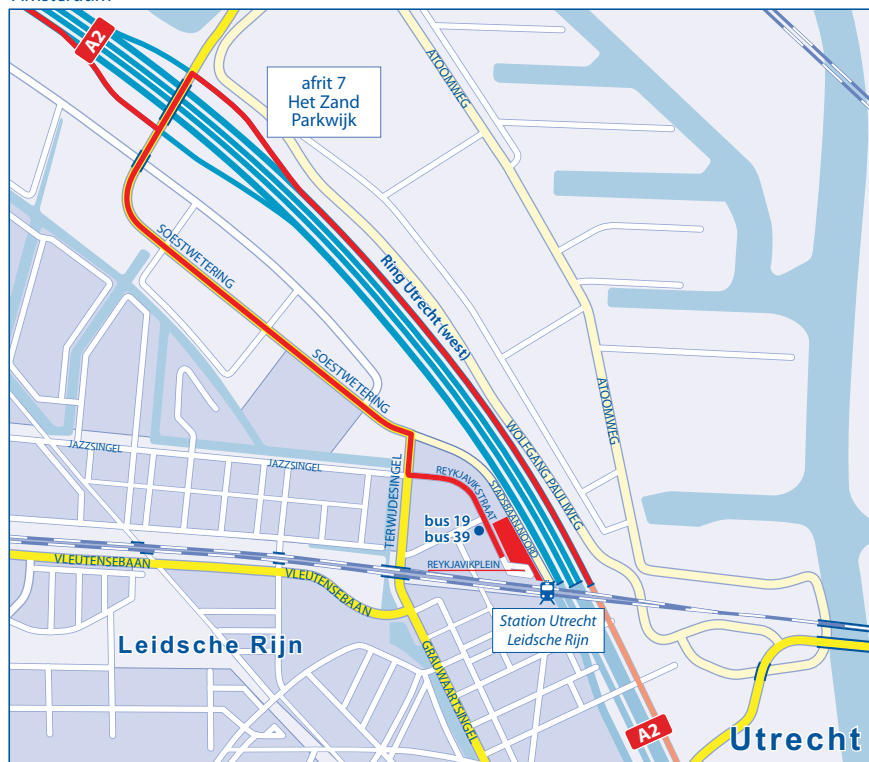 Amsterdam
A2
afrit 7
Het Zand
Parkwijk
ATOOMWEG
SOESTWETERING
Ring Utrecht (west)
SOESTWETERING
ATOOMWEG
WOLFGANG PAULIWEG
JAZZSINGEL
JAZZSINGEL
REYKJAVIKSTRAAT
STADSBAAN-NOORD
TERWIJDESINGEL
bus 19
bus 39
VLEUTENSEBAAN
REYKJAVIKPLEIN
VLEUTENSEBAAN
Station Utrecht
Leidsche Rijn
Leidsche Rijn
GRAUWAARTSINGEL
A2
Utrecht